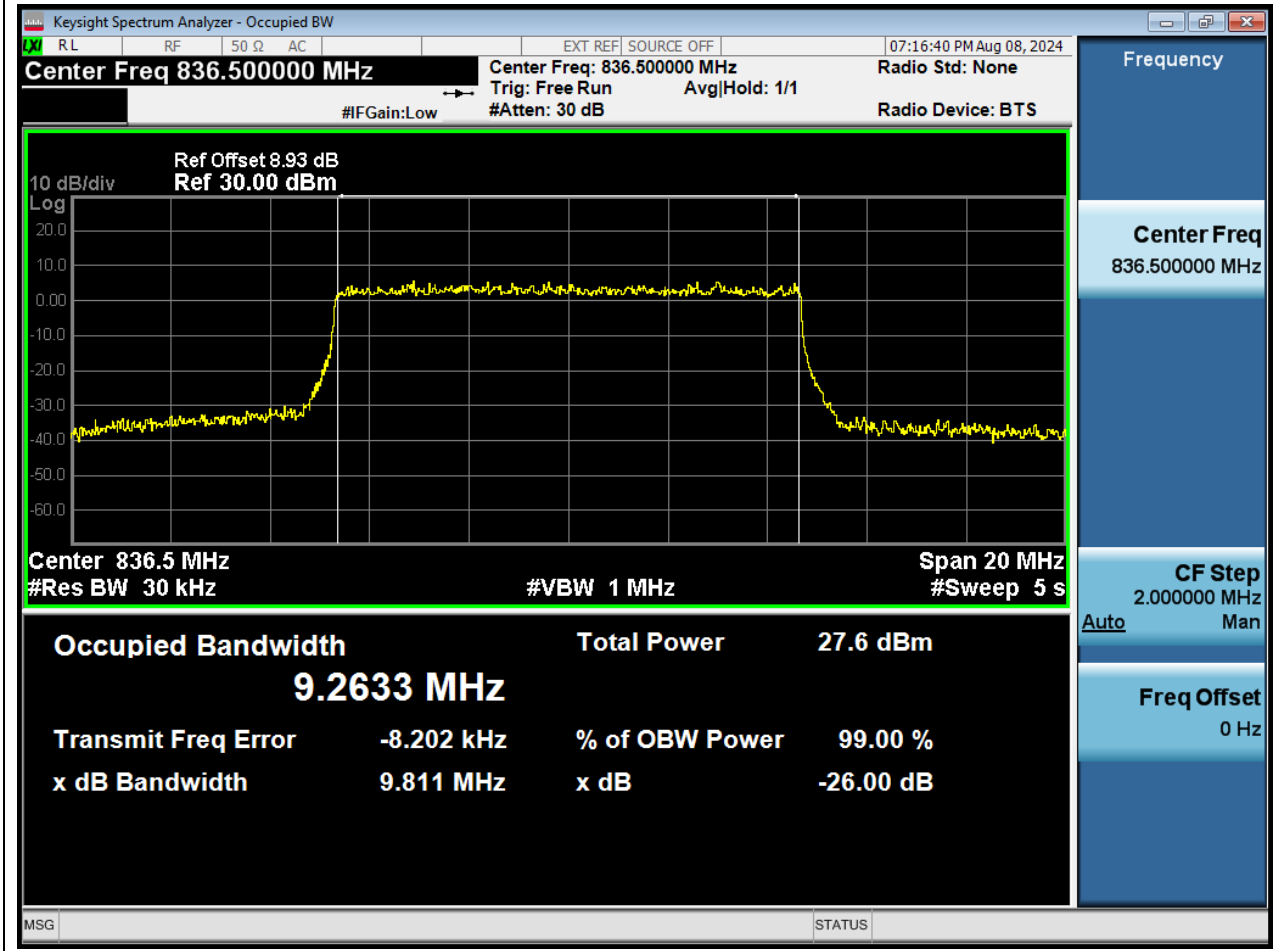 Keysight Spectrum Analyzer - Occupied BW
LXI RL RF 50 Ω AC EXT REF SOURCE OFF 07:16:40 PM Aug 08, 2024
Center Freq 836.500000 MHz
Center Freq: 836.500000 MHz Radio Std: None
Trig: Free Run Avg|Hold: 1/1
#IFGain:Low #Atten: 30 dB Radio Device: BTS
Ref Offset 8.93 dB
10 dB/div Ref 30.00 dBm
Log
20.0
10.0
0.00
-10.0
-20.0
-30.0
-40.0
-50.0
-60.0
Center 836.5 MHz Span 20 MHz
#Res BW 30 kHz #VBW 1 MHz #Sweep 5 s
Occupied Bandwidth Total Power 27.6 dBm
9.2633 MHz
Transmit Freq Error -8.202 kHz % of OBW Power 99.00 %
x dB Bandwidth 9.811 MHz x dB -26.00 dB
MSG STATUS
Frequency
Center Freq
836.500000 MHz
CF Step
2.000000 MHz
Auto Man
Freq Offset
0 Hz